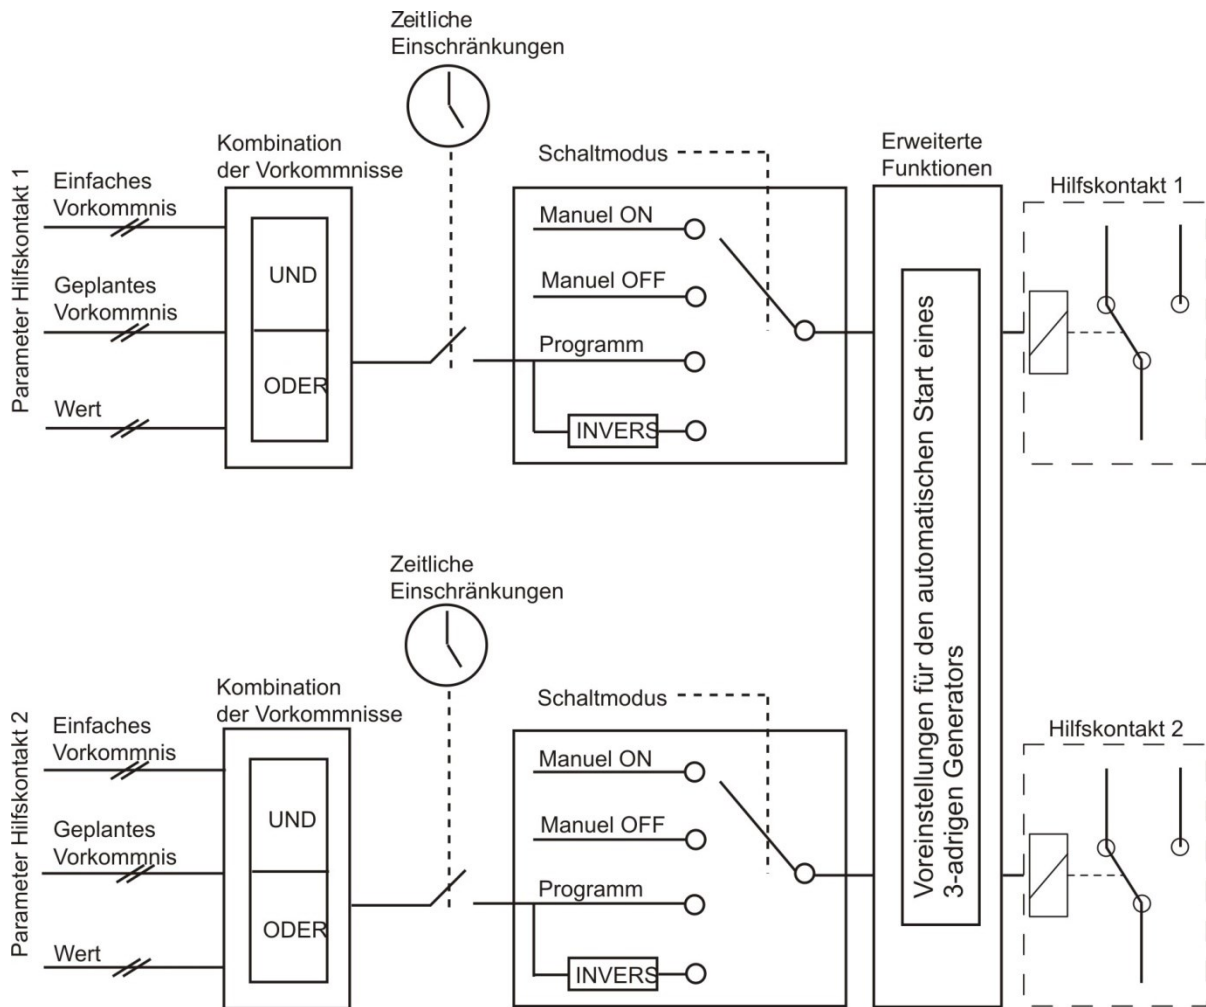 Zeitliche
Einschränkungen
Kombination
der Vorkommnisse
Schaltmodus
Erweiterte
Funktionen
Hilfskontakt 1
Parameter Hilfskontakt 1
Einfaches
Vorkommnis
Geplantes
Vorkommnis
Wert
UND
ODER
Manuel ON
Manuel OFF
Programm
INVERS
Voreinstellungen für den automatischen Start eines
3-adrigen Generators
Zeitliche
Einschränkungen
Kombination
der Vorkommnisse
Schaltmodus
Hilfskontakt 2
Parameter Hilfskontakt 2
Einfaches
Vorkommnis
Geplantes
Vorkommnis
Wert
UND
ODER
Manuel ON
Manuel OFF
Programm
INVERS